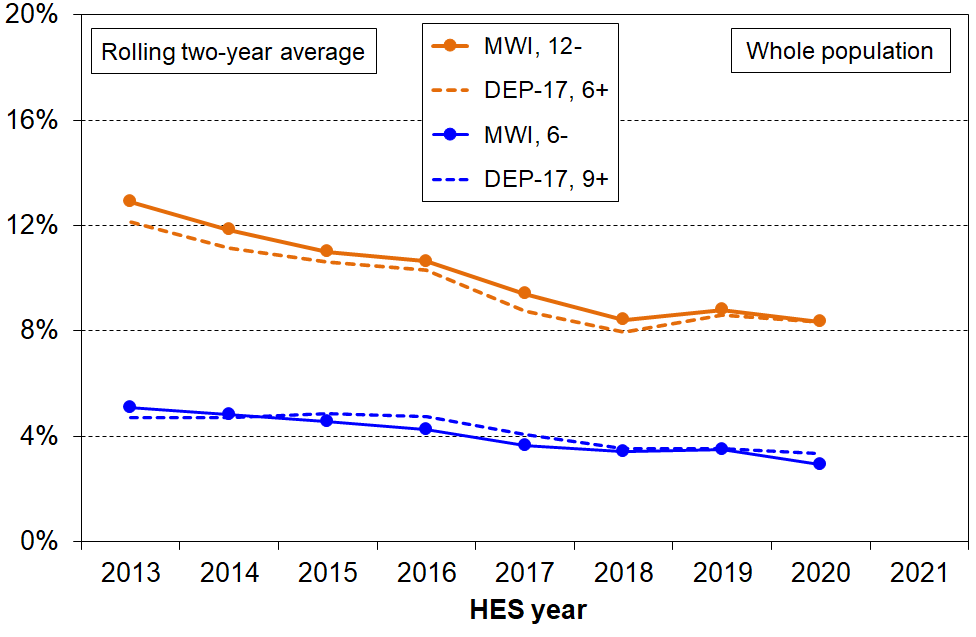 20%
16%
12%
8%
4%
0%
Rolling two-year average
MWI, 12-
DEP-17, 6+
MWI, 6-
DEP-17, 9+
Whole population
2013 2014 2015 2016 2017 2018 2019 2020 2021
HES year